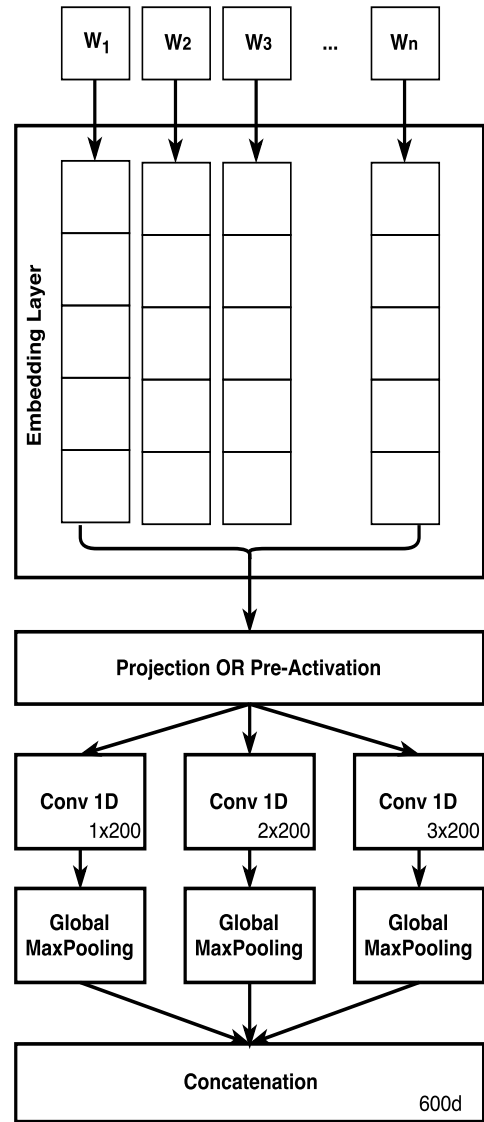 W1 W2 W3 ... Wn
Embedding Layer
Projection OR Pre-Activation
Conv 1D
1x200
Conv 1D
2x200
Conv 1D
3x200
Global
MaxPooling
Global
MaxPooling
Global
MaxPooling
Concatenation
600d